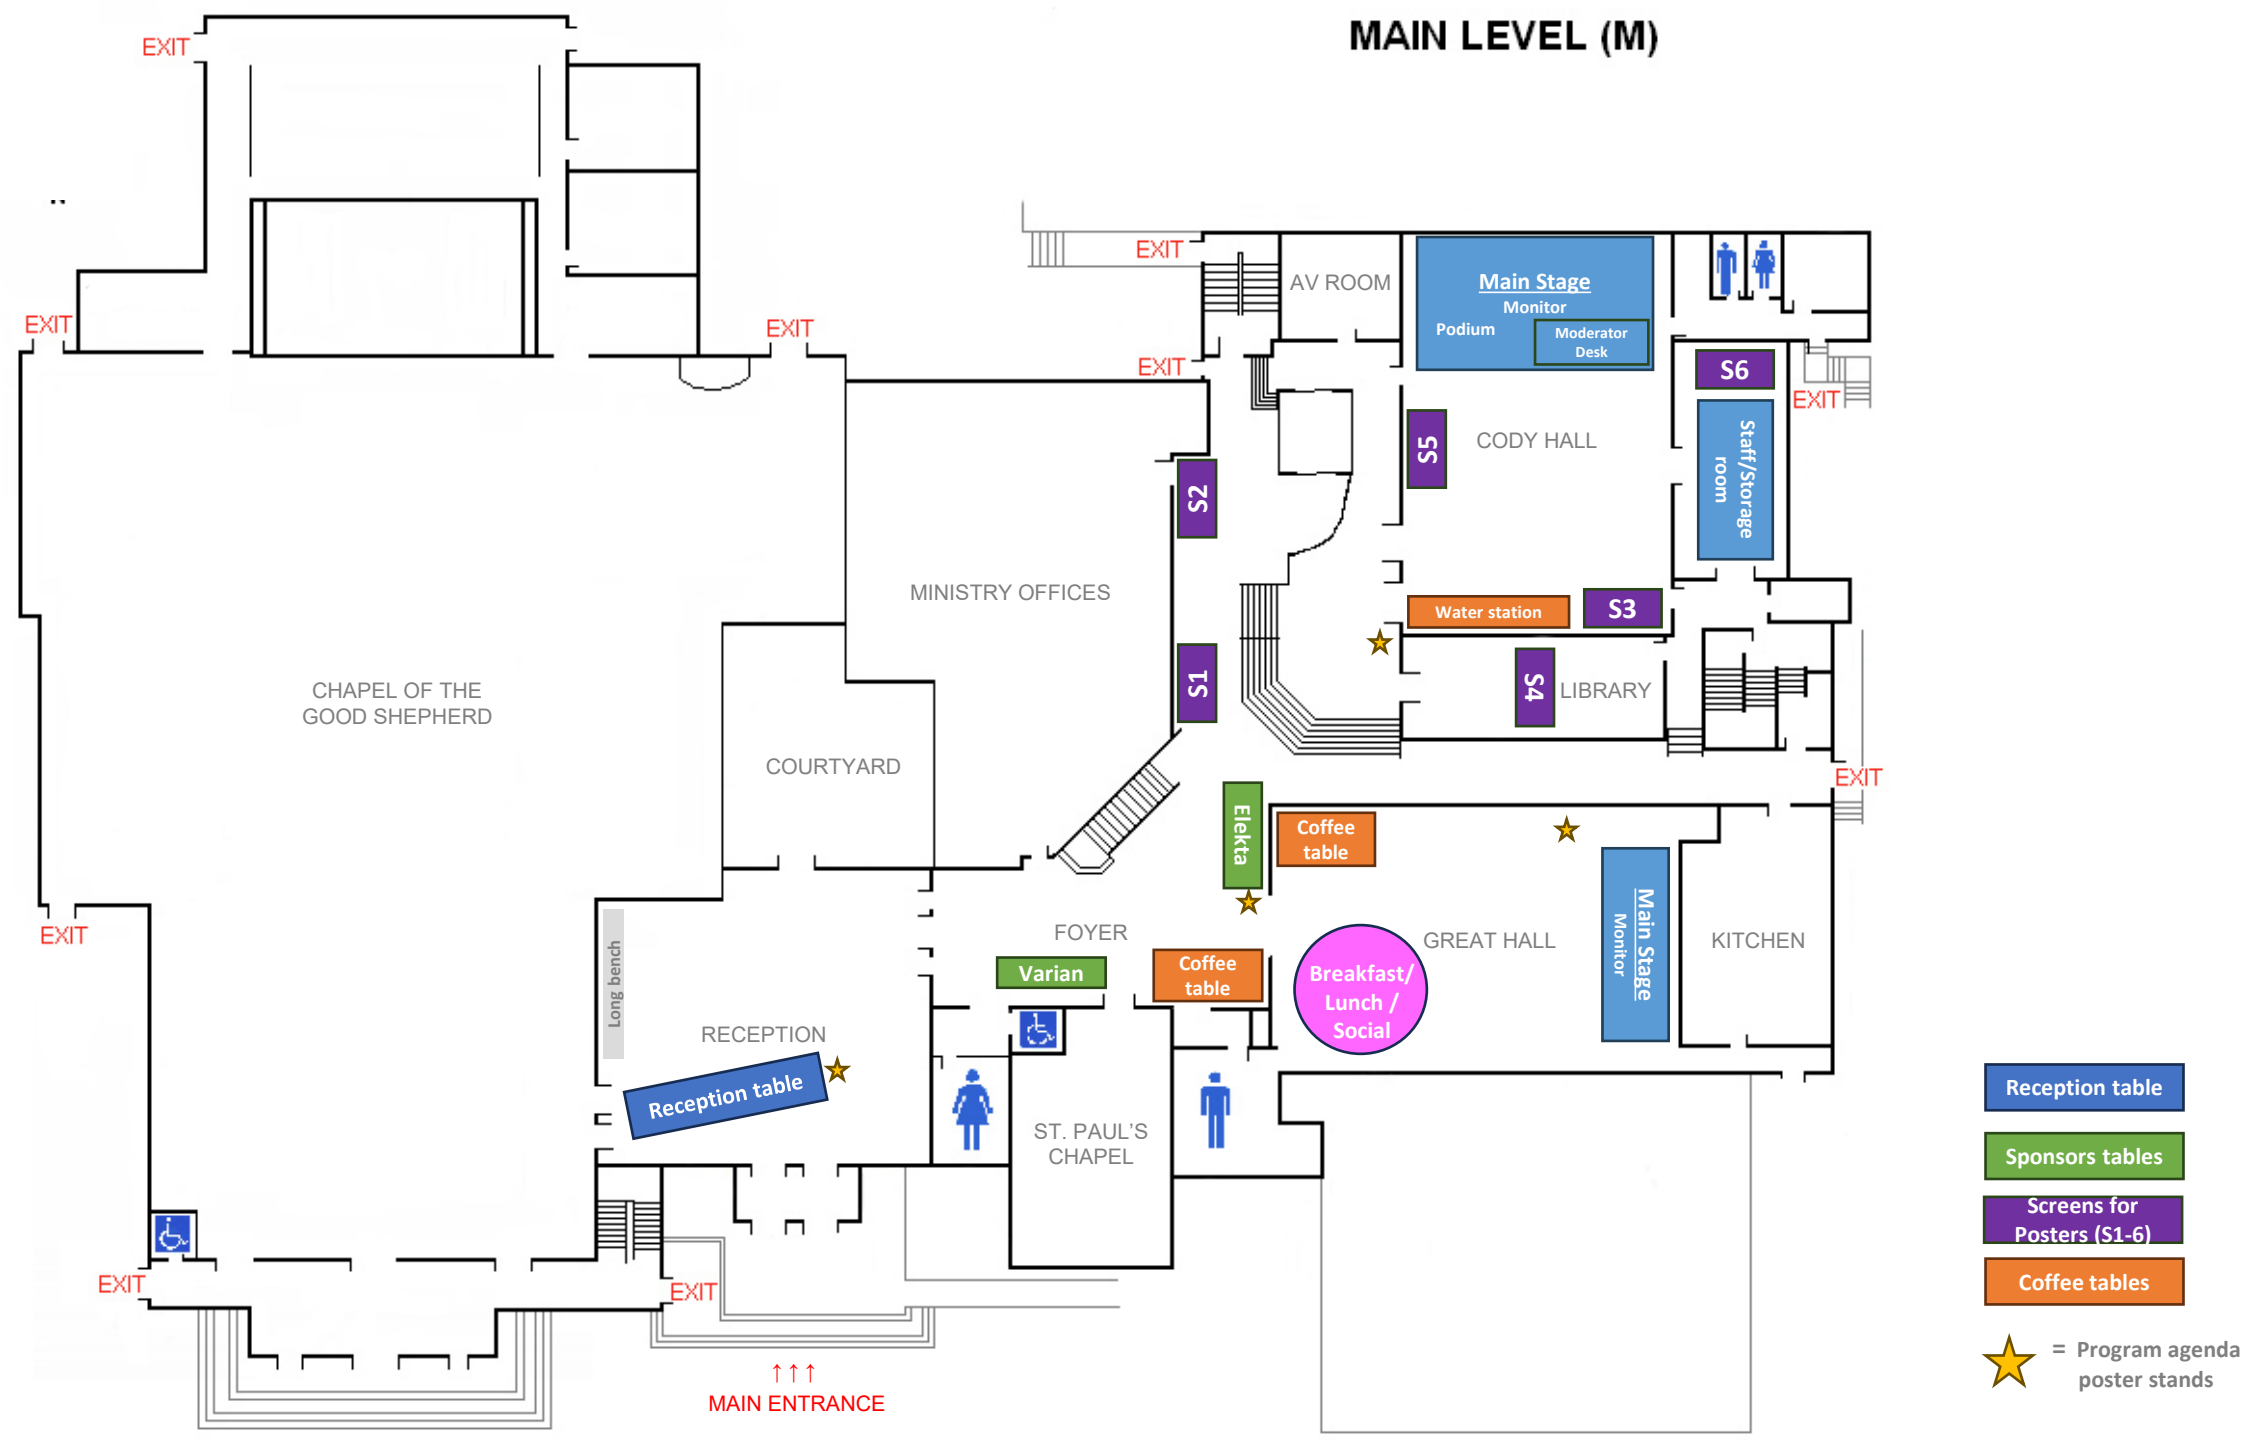 MAIN LEVEL (M)
EXIT
EXIT
EXIT
EXIT
EXIT
AV ROOM
Main Stage
Monitor
Podium
Moderator
Desk
S6
EXIT
Staff/Storage
room
S5
CODY HALL
S2
MINISTRY OFFICES
Water station
S3
S1
S4
LIBRARY
CHAPEL OF THE
GOOD SHEPHERD
COURTYARD
EXIT
Elekta
Coffee
table
EXIT
Long bench
FOYER
Varian
Coffee
table
Breakfast/
Lunch /
Social
GREAT HALL
Main Stage
Monitor
KITCHEN
RECEPTION
Reception table
ST. PAUL'S
CHAPEL
EXIT
EXIT
↑↑↑
MAIN ENTRANCE
Reception table
Sponsors tables
Screens for
Posters (S1-6)
Coffee tables
= Program agenda
poster stands